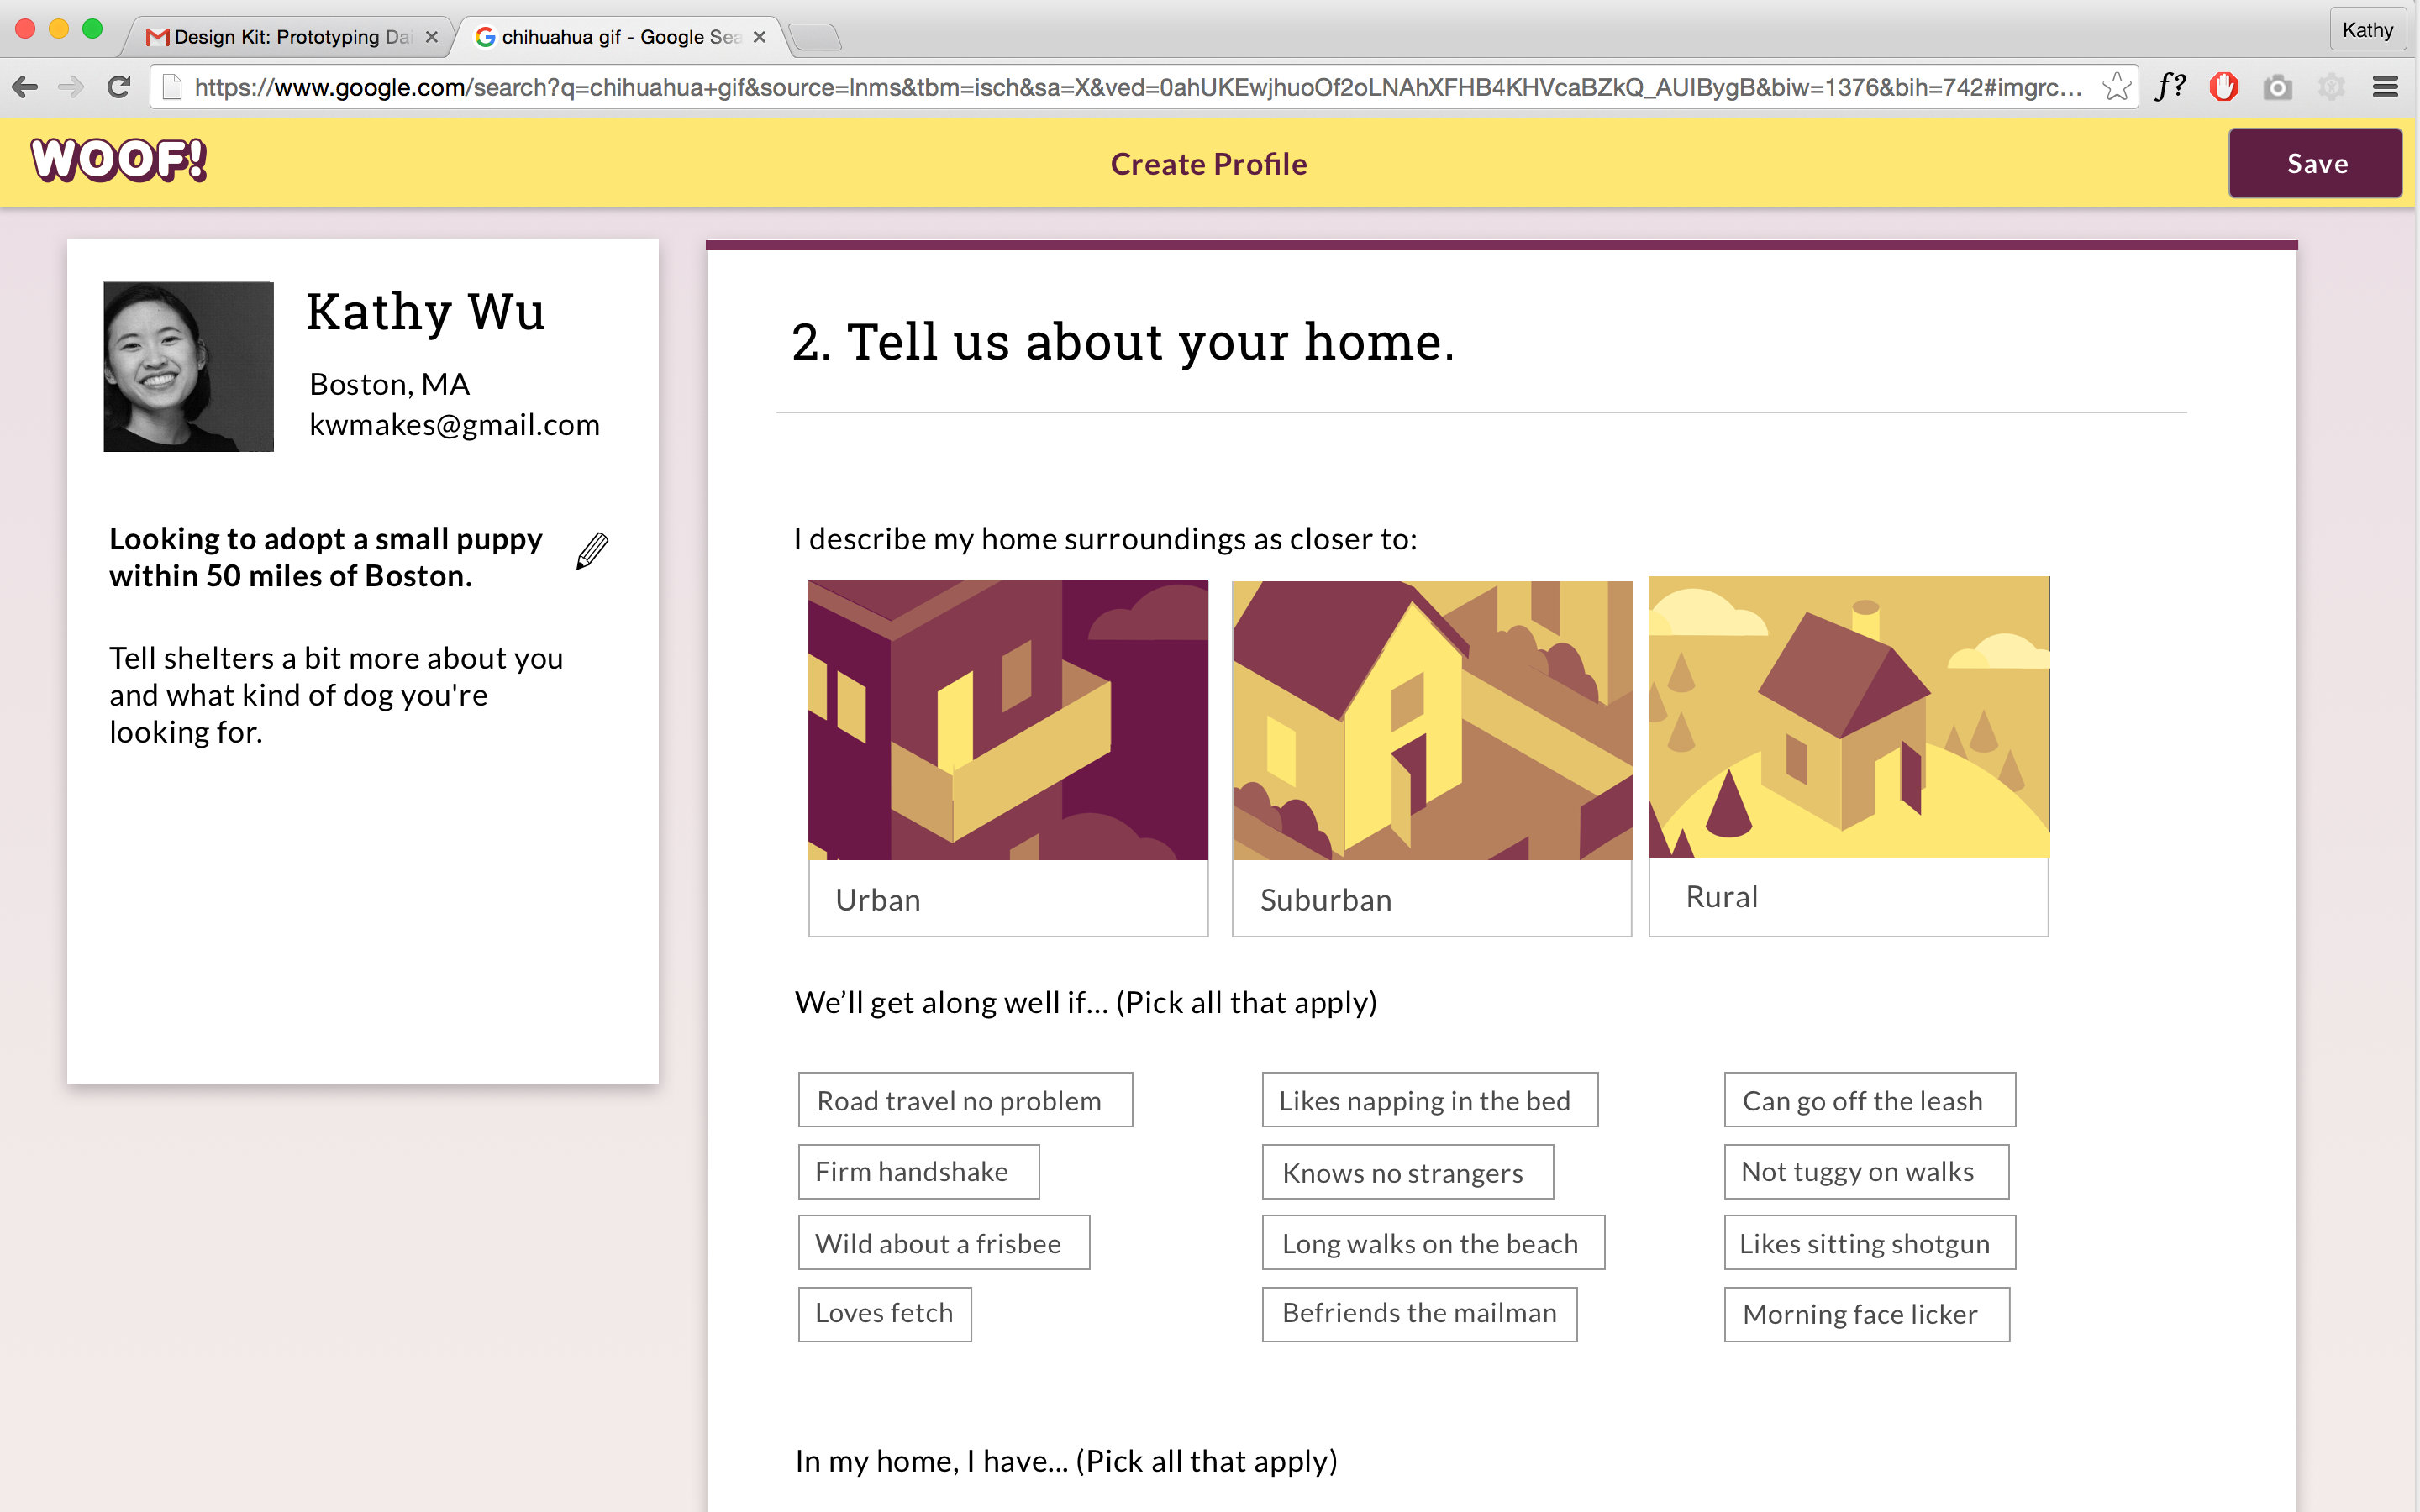 Design Kit: Prototyping Dai
chihuahua gif - Google Sea
Kathy
https://www.google.com/search?q=chihuahua+gif&source=lnms&tbm=isch&sa=X&ved=0ahUKEwjhuoOf2oLNAhXFHB4KHVcaBZkQ_AUIBygB&biw=1376&bih=742#imgrc...
f?
WOOF!
Create Profile
Save
Kathy Wu
Boston, MA
kwmakes@gmail.com
Looking to adopt a small puppy
within 50 miles of Boston.
Tell shelters a bit more about you
and what kind of dog you're
looking for.
2. Tell us about your home.
I describe my home surroundings as closer to:
Urban
Suburban
Rural
We’ll get along well if... (Pick all that apply)
Road travel no problem
Likes napping in the bed
Can go off the leash
Firm handshake
Knows no strangers
Not tuggy on walks
Wild about a frisbee
Long walks on the beach
Likes sitting shotgun
Loves fetch
Befriends the mailman
Morning face licker
In my home, I have... (Pick all that apply)